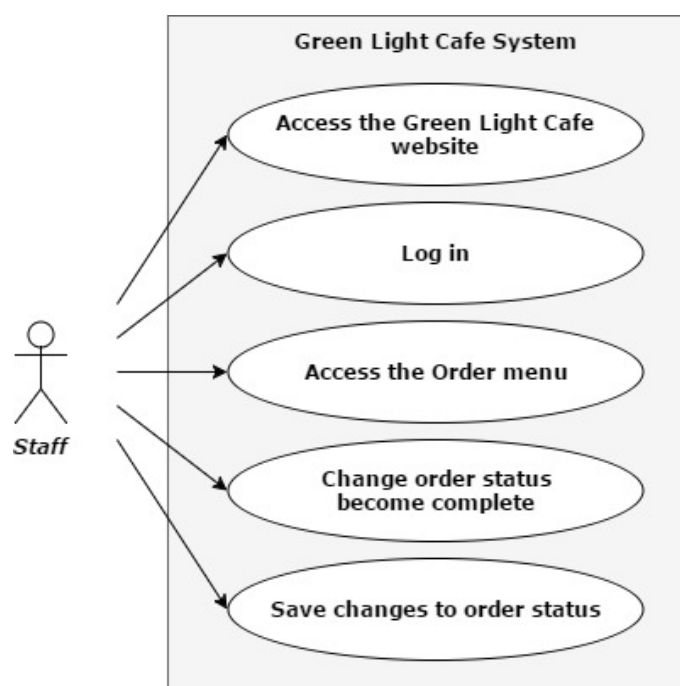 Green Light Cafe System
Access the Green Light Cafe
website
Log in
Access the Order menu
Staff
Change order status
become complete
Save changes to order status